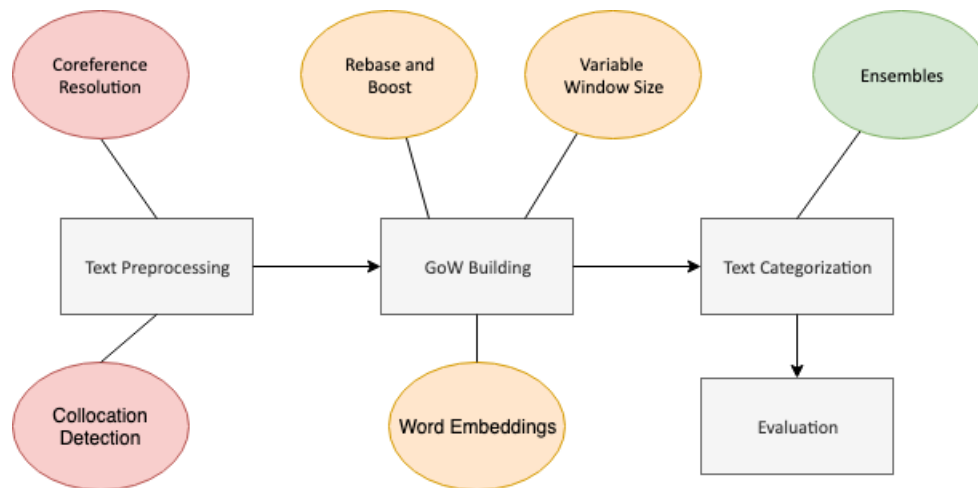 Coreference
Resolution
Rebase and
Boost
Variable
Window Size
Ensembles
Text Preprocessing
GoW Building
Text Categorization
Collocation
Detection
Word Embeddings
Evaluation